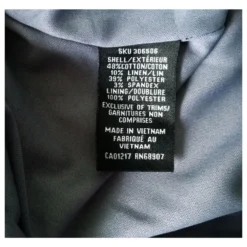 SKU 306606
SHELL/EXTÉRIEUR
48%COTTON/COTON
10% LINEN/LIN
39% POLYESTER
3% SPANDEX
LINING/DOUBLURE
100% POLYESTER
EXCLUSIVE OF TRIMS/
GARNITURES NON
COMPRISES
MADE IN VIETNAM
FABRIQUÉ AU
VIETNAM
CA01217 RN68907